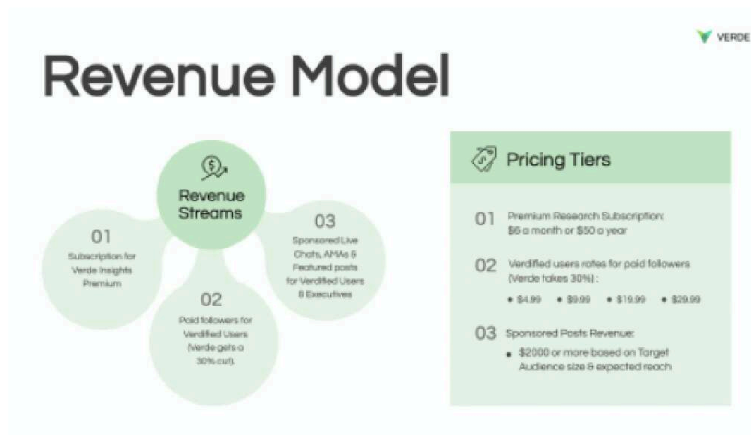 VERDE
Revenue Model
Revenue
Streams
01
Subscription for
Verde Insights
Premium
02
Paid followers for
Verdified Users
(Verde gets a
30% cut).
03
Sponsored Live
Chats, AMAs &
Featured posts
for Verdified Users
& Executives
Pricing Tiers
01 Premium Research Subscription:
$6 a month or $50 a year
02 Verdified users rates for paid followers
(Verde takes 30%) :
• $4.99 • $9.99 • $19.99 • $29.99
03 Sponsored Posts Revenue:
• $2000 or more based on Target
Audience size & expected reach